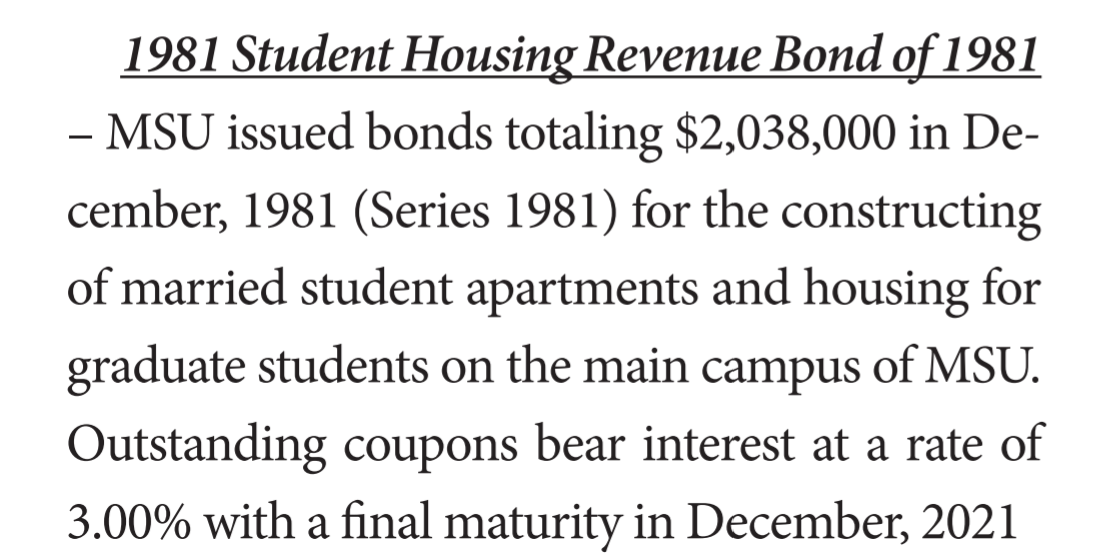 1981 Student Housing Revenue Bond of 1981
– MSU issued bonds totaling $2,038,000 in De-
cember, 1981 (Series 1981) for the constructing
of married student apartments and housing for
graduate students on the main campus of MSU.
Outstanding coupons bear interest at a rate of
3.00% with a final maturity in December, 2021